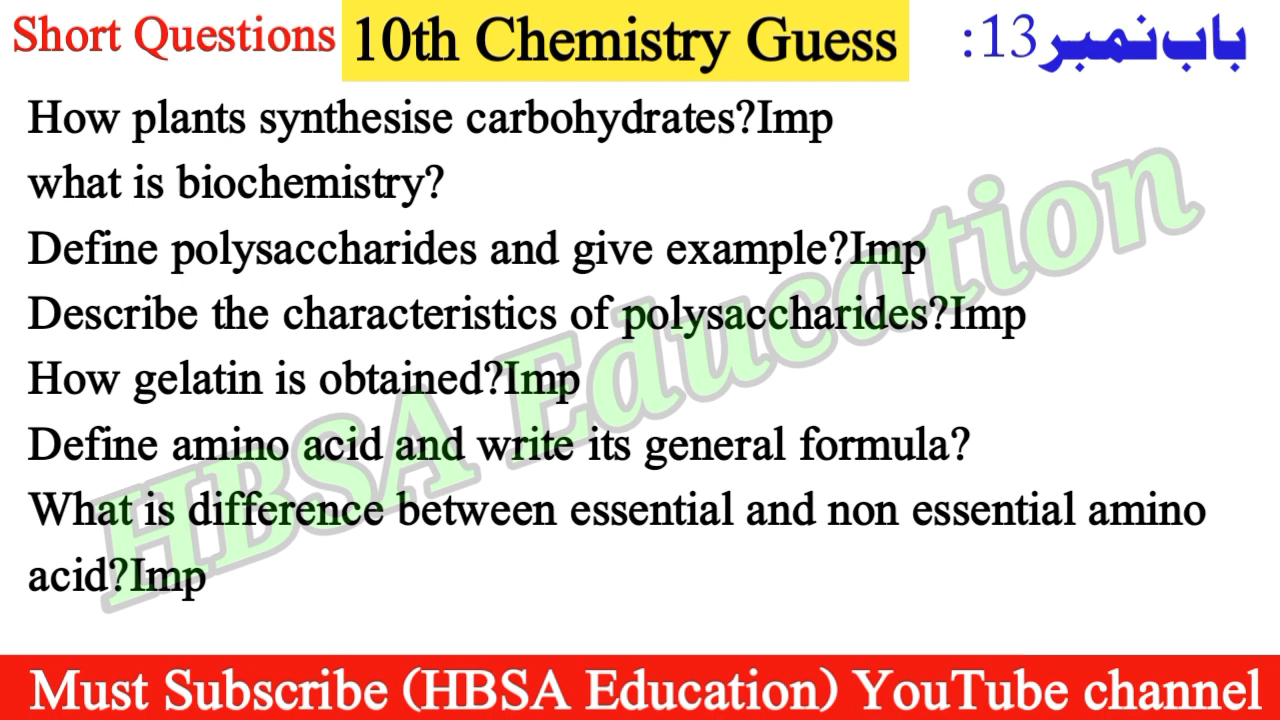 Short Questions 10th Chemistry Guess باب نمبر13:
How plants synthesise carbohydrates?Imp
what is biochemistry?
Define polysaccharides and give example?Imp
Describe the characteristics of polysaccharides?Imp
How gelatin is obtained?Imp
Define amino acid and write its general formula?
What is difference between essential and non essential amino
acid?Imp
HBSA Education
Must Subscribe (HBSA Education) YouTube channel